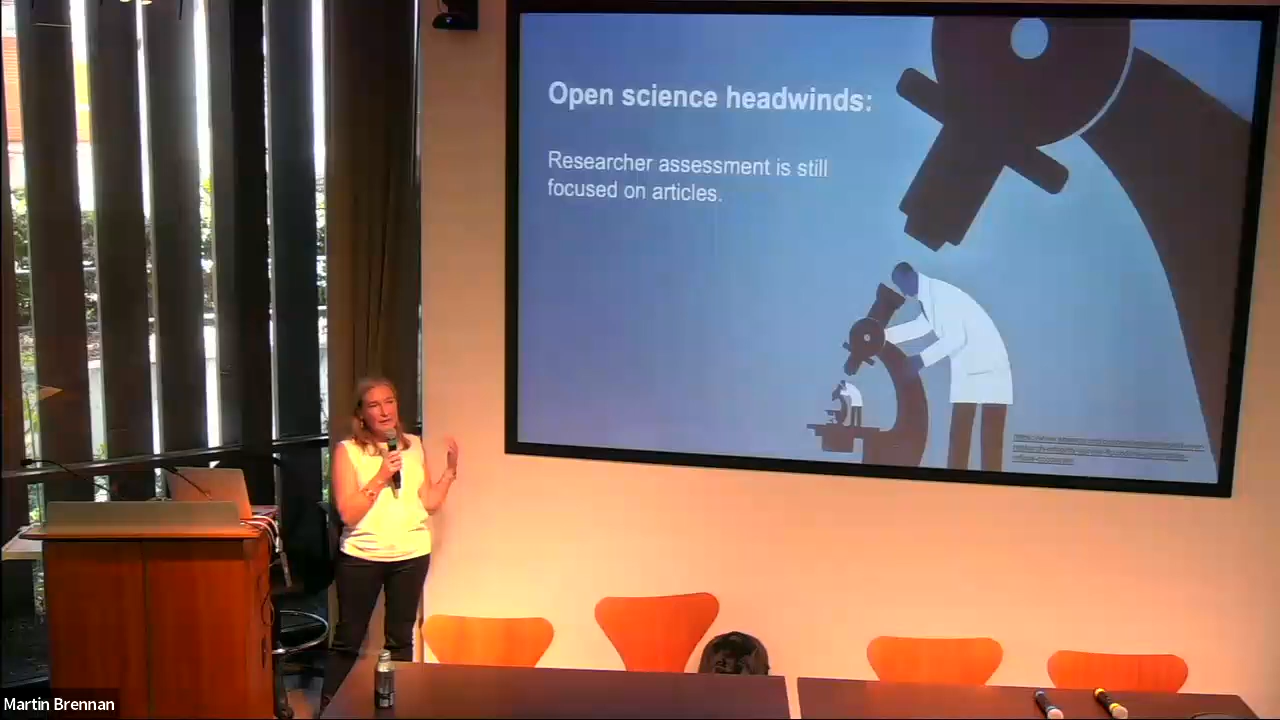 Open science headwinds:
Researcher assessment is still
focused on articles.
Martin Brennan